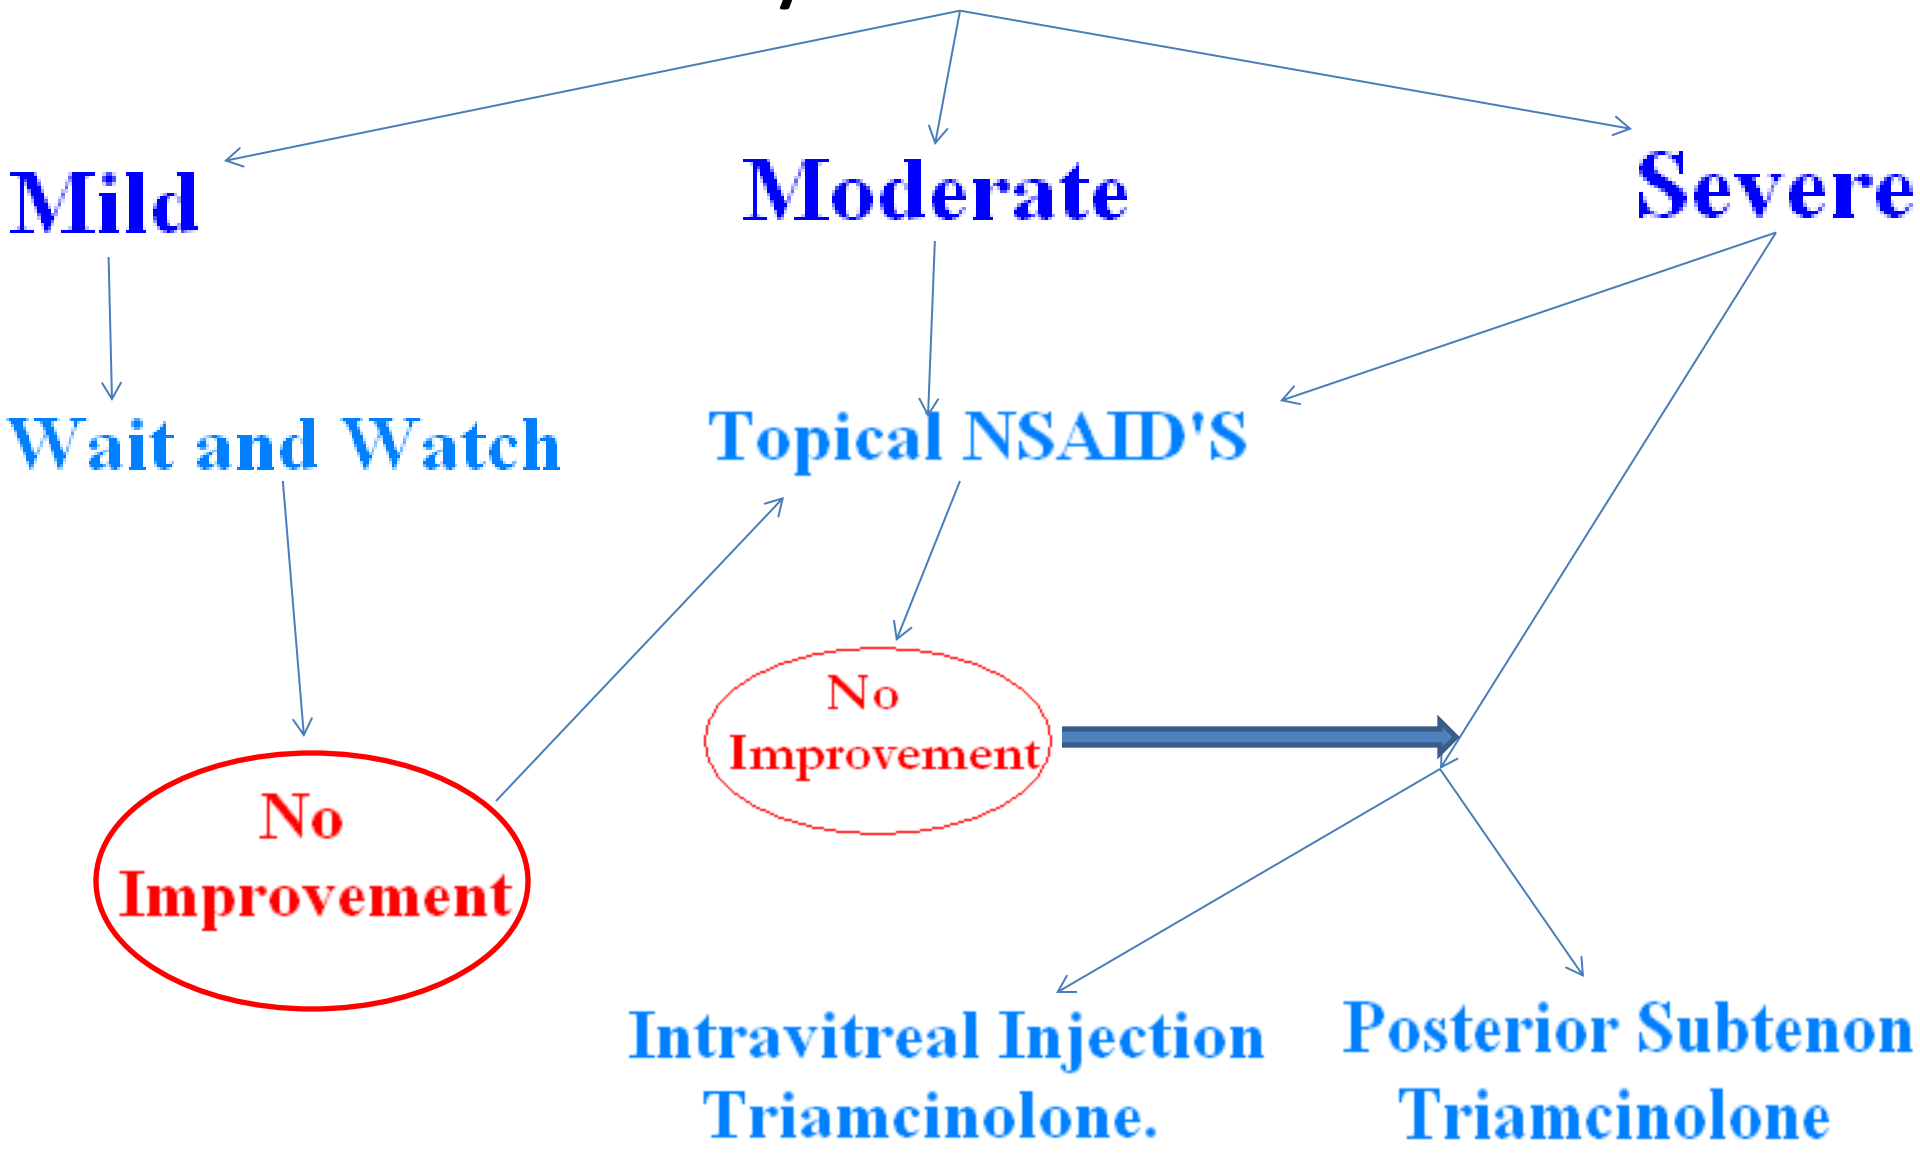 Mild
Moderate
Severe
Wait and Watch
Topical NSAID'S
No
Improvement
No
Improvement
Intravitreal Injection
Triamcinolone.
Posterior Subtenon
Triamcinolone